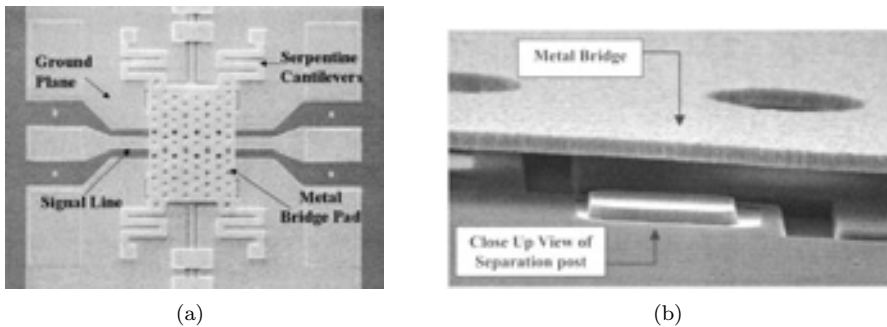 Ground
Plane
Serpentine
Cantilevers
Signal Line
Metal
Bridge Pad
(a)
Metal Bridge
Close Up View of
Separation post
(b)